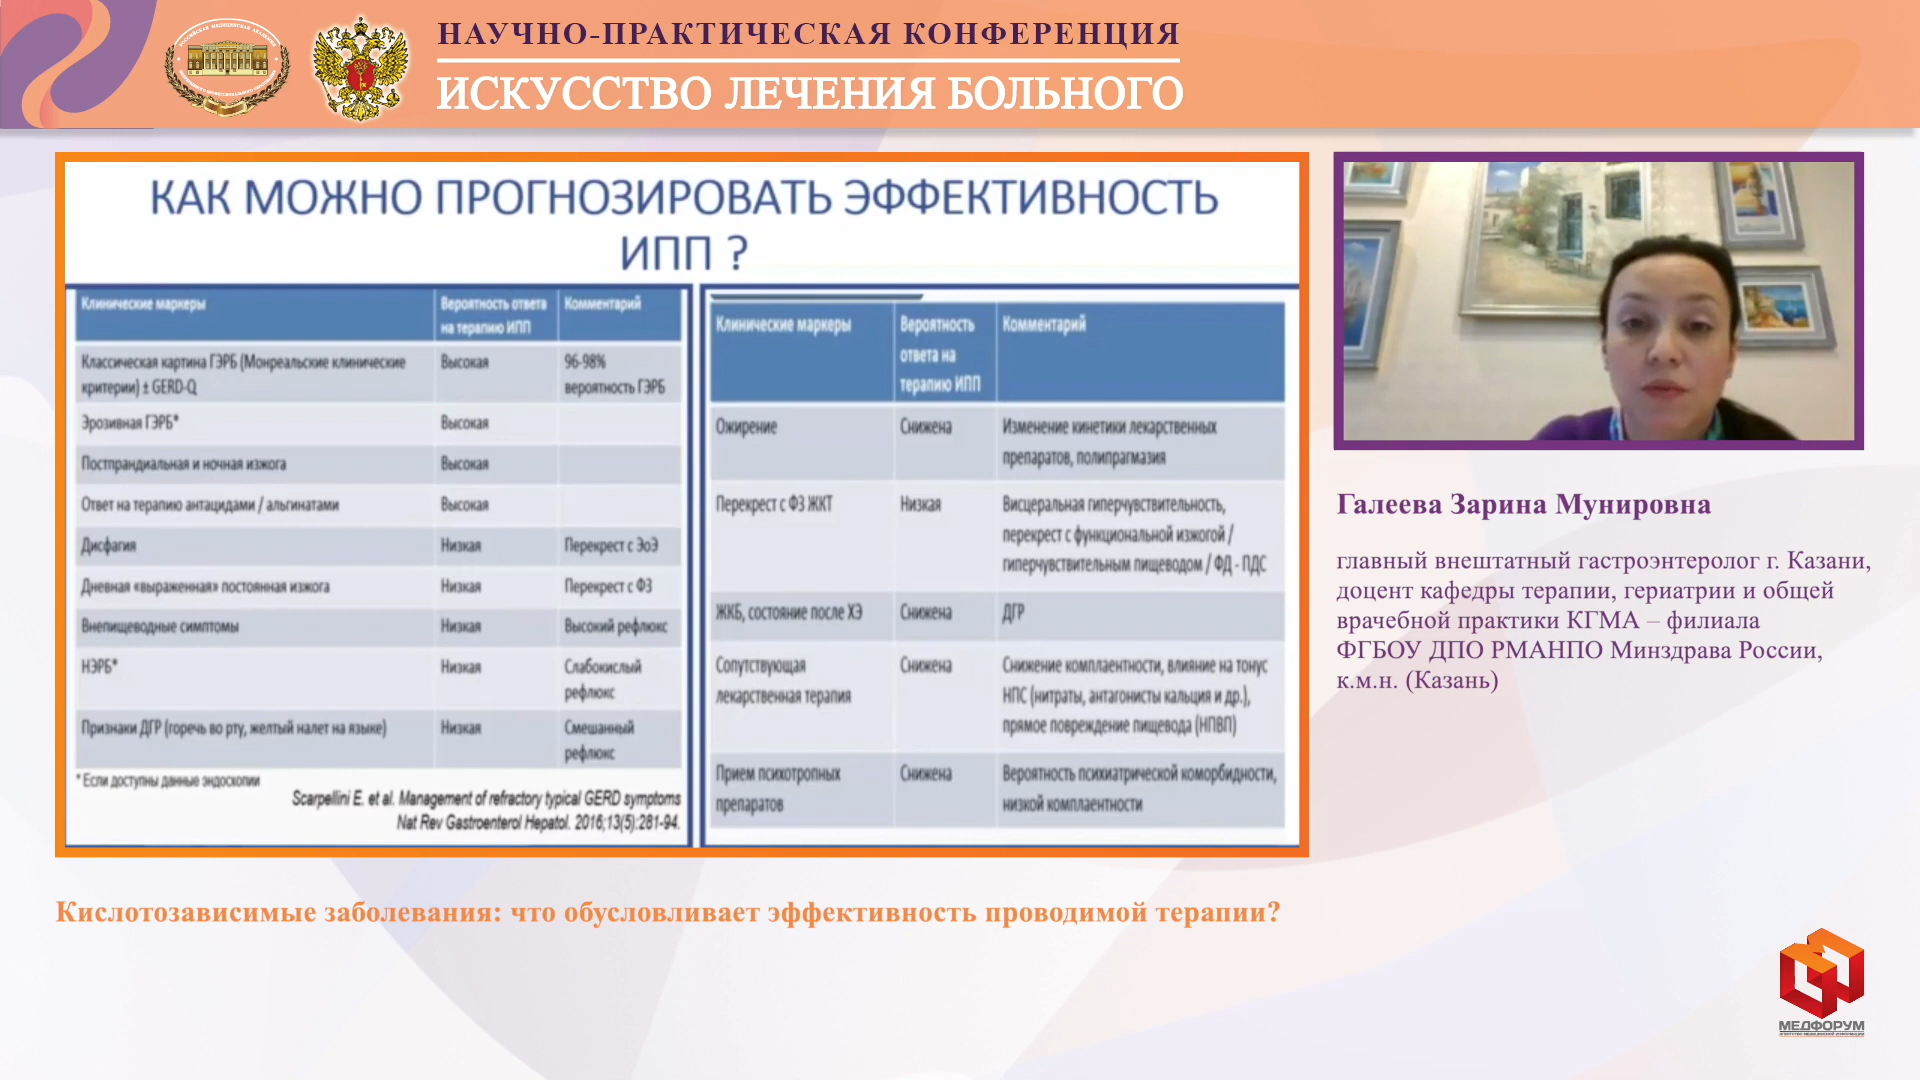 НАУЧНО-ПРАКТИЧЕСКАЯ КОНФЕРЕНЦИЯ
ИСКУССТВО ЛЕЧЕНИЯ БОЛЬНОГО
КАК МОЖНО ПРОГНОЗИРОВАТЬ ЭФФЕКТИВНОСТЬ
ИПП ?
Клинические маркеры
Вероятность ответа
на терапию ИПП
Комментарий
Классическая картина ГЭРБ (Монреальские клинические
критерии) ± GERD-Q
Высокая
96-98%
вероятность ГЭРБ
Эрозивная ГЭРБ*
Высокая
Постпрандиальная и ночная изжога
Высокая
Ответ на терапию антацидами / альгинатами
Высокая
Дисфагия
Низкая
Перекрест с ЭоЭ
Дневная «выраженная» постоянная изжога
Низкая
Перекрест с ФЗ
Внепищеводные симптомы
Низкая
Высокий рефлюкс
НЭРБ*
Низкая
Слабокислый
рефлюкс
Признаки ДГР (горечь во рту, желтый налет на языке)
Низкая
Смешанный
рефлюкс
* Если доступны данные эндоскопии
Scarpellini E. et al. Management of refractory typical GERD symptoms
Nat Rev Gastroenterol Hepatol. 2016;13(5):281-94.
Клинические маркеры
Вероятность
ответа на
терапию ИПП
Комментарий
Ожирение
Снижена
Изменение кинетики лекарственных
препаратов, полипрагмазия
Перекрест с ФЗ ЖКТ
Низкая
Висцеральная гиперчувствительность,
перекрест с функциональной изжогой /
гиперчувствительным пищеводом / ФД - ПДС
ЖКБ, состояние после ХЭ
Снижена
ДГР
Сопутствующая
лекарственная терапия
Снижена
Снижение комплаентности, влияние на тонус
НПС (нитраты, антагонисты кальция и др.),
прямое повреждение пищевода (НПВП)
Прием психотропных
препаратов
Снижена
Вероятность психиатрической коморбидности,
низкой комплаентности
Галеева Зарина Мунировна
главный внештатный гастроэнтеролог г. Казани,
доцент кафедры терапии, гериатрии и общей
врачебной практики КГМА – филиала
ФГБОУ ДПО РМАНПО Минздрава России,
к.м.н. (Казань)
Кислотозависимые заболевания: что обусловливает эффективность проводимой терапии?
МЕДФОРУМ
АГЕНТСТВО МЕДИЦИНСКОЙ ИНФОРМАЦИИ